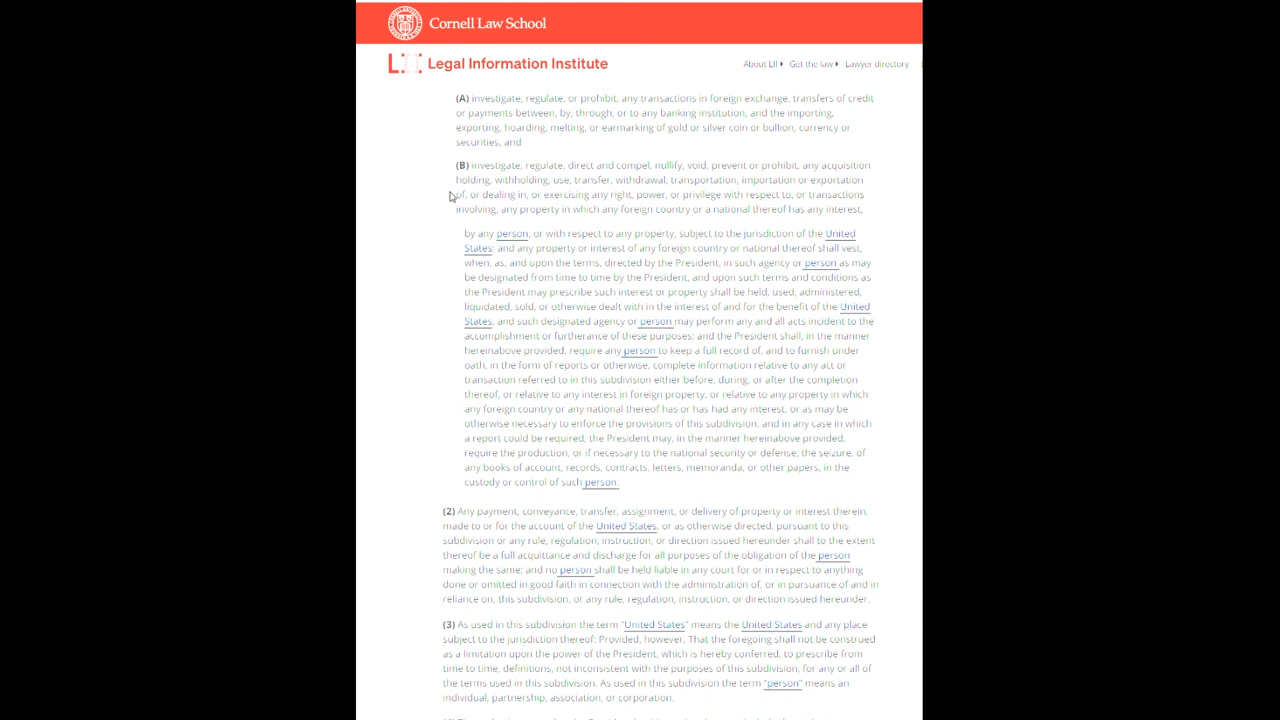 Cornell Law School
LII Legal Information Institute
About LII Get the law Lawyer directory
(A) investigate, regulate, or prohibit, any transactions in foreign exchange, transfers of credit
or payments between, by, through, or to any banking institution, and the importing,
exporting, hoarding, melting, or earmarking of gold or silver coin or bullion, currency or
securities, and
(B) investigate, regulate, direct and compel, nullify, void, prevent or prohibit, any acquisition
holding, withholding, use, transfer, withdrawal, transportation, importation or exportation
of, or dealing in, or exercising any right, power, or privilege with respect to, or transactions
involving, any property in which any foreign country or a national thereof has any interest,
by any person, or with respect to any property, subject to the jurisdiction of the United
States; and any property or interest of any foreign country or national thereof shall vest,
when, as, and upon the terms, directed by the President, in such agency or person as may
be designated from time to time by the President, and upon such terms and conditions as
the President may prescribe such interest or property shall be held, used, administered,
liquidated, sold, or otherwise dealt with in the interest of and for the benefit of the United
States, and such designated agency or person may perform any and all acts incident to the
accomplishment or furtherance of these purposes; and the President shall, in the manner
hereinabove provided, require any person to keep a full record of, and to furnish under
oath, in the form of reports or otherwise, complete information relative to any act or
transaction referred to in this subdivision either before, during, or after the completion
thereof, or relative to any interest in foreign property, or relative to any property in which
any foreign country or any national thereof has or has had any interest, or as may be
otherwise necessary to enforce the provisions of this subdivision, and in any case in which
a report could be required, the President may, in the manner hereinabove provided,
require the production, or if necessary to the national security or defense, the seizure, of
any books of account, records, contracts, letters, memoranda, or other papers, in the
custody or control of such person.
(2) Any payment, conveyance, transfer, assignment, or delivery of property or interest therein,
made to or for the account of the United States, or as otherwise directed, pursuant to this
subdivision or any rule, regulation, instruction, or direction issued hereunder shall to the extent
thereof be a full acquittance and discharge for all purposes of the obligation of the person
making the same; and no person shall be held liable in any court for or in respect to anything
done or omitted in good faith in connection with the administration of, or in pursuance of and in
reliance on, this subdivision, or any rule, regulation, instruction, or direction issued hereunder.
(3) As used in this subdivision the term "United States" means the United States and any place
subject to the jurisdiction thereof: Provided, however, That the foregoing shall not be construed
as a limitation upon the power of the President, which is hereby conferred, to prescribe from
time to time, definitions, not inconsistent with the purposes of this subdivision, for any or all of
the terms used in this subdivision. As used in this subdivision the term "person" means an
individual, partnership, association, or corporation.